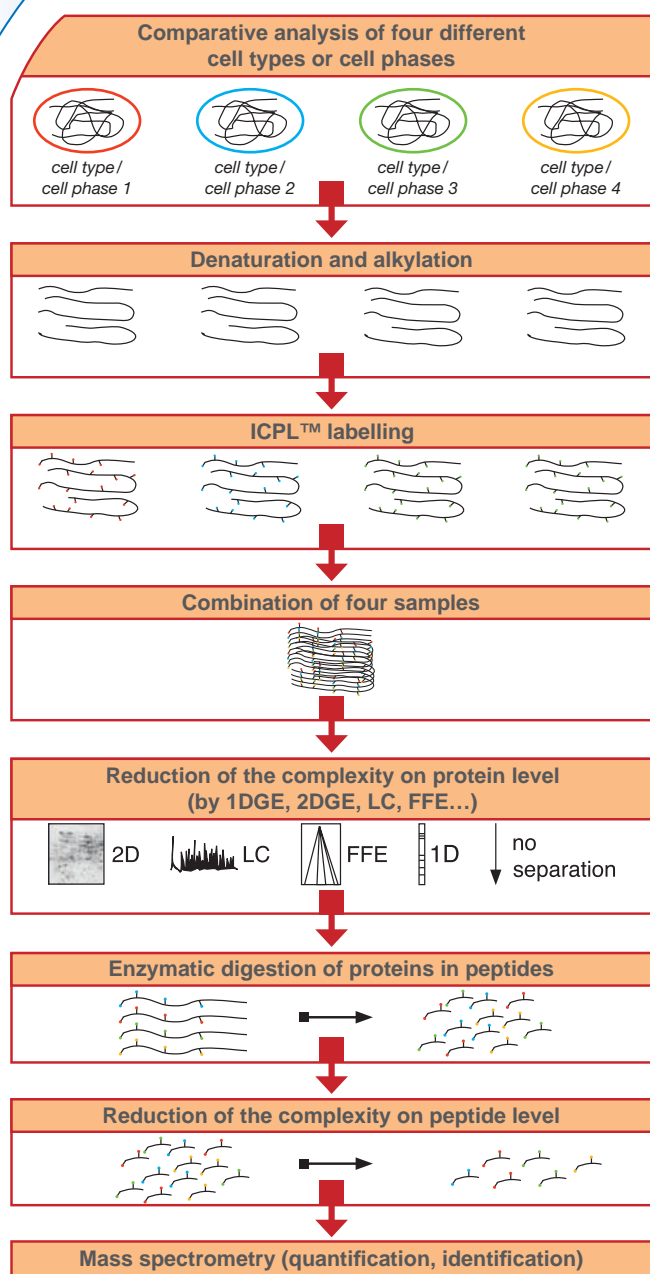 Comparative analysis of four different
cell types or cell phases
cell type/
cell phase 1
cell type/
cell phase 2
cell type/
cell phase 3
cell type/
cell phase 4
Denaturation and alkylation
ICPL™ labelling
Combination of four samples
Reduction of the complexity on protein level
(by 1DGE, 2DGE, LC, FFE...)
2D
LC
FFE
1D
no
separation
Enzymatic digestion of proteins in peptides
Reduction of the complexity on peptide level
Mass spectrometry (quantification, identification)